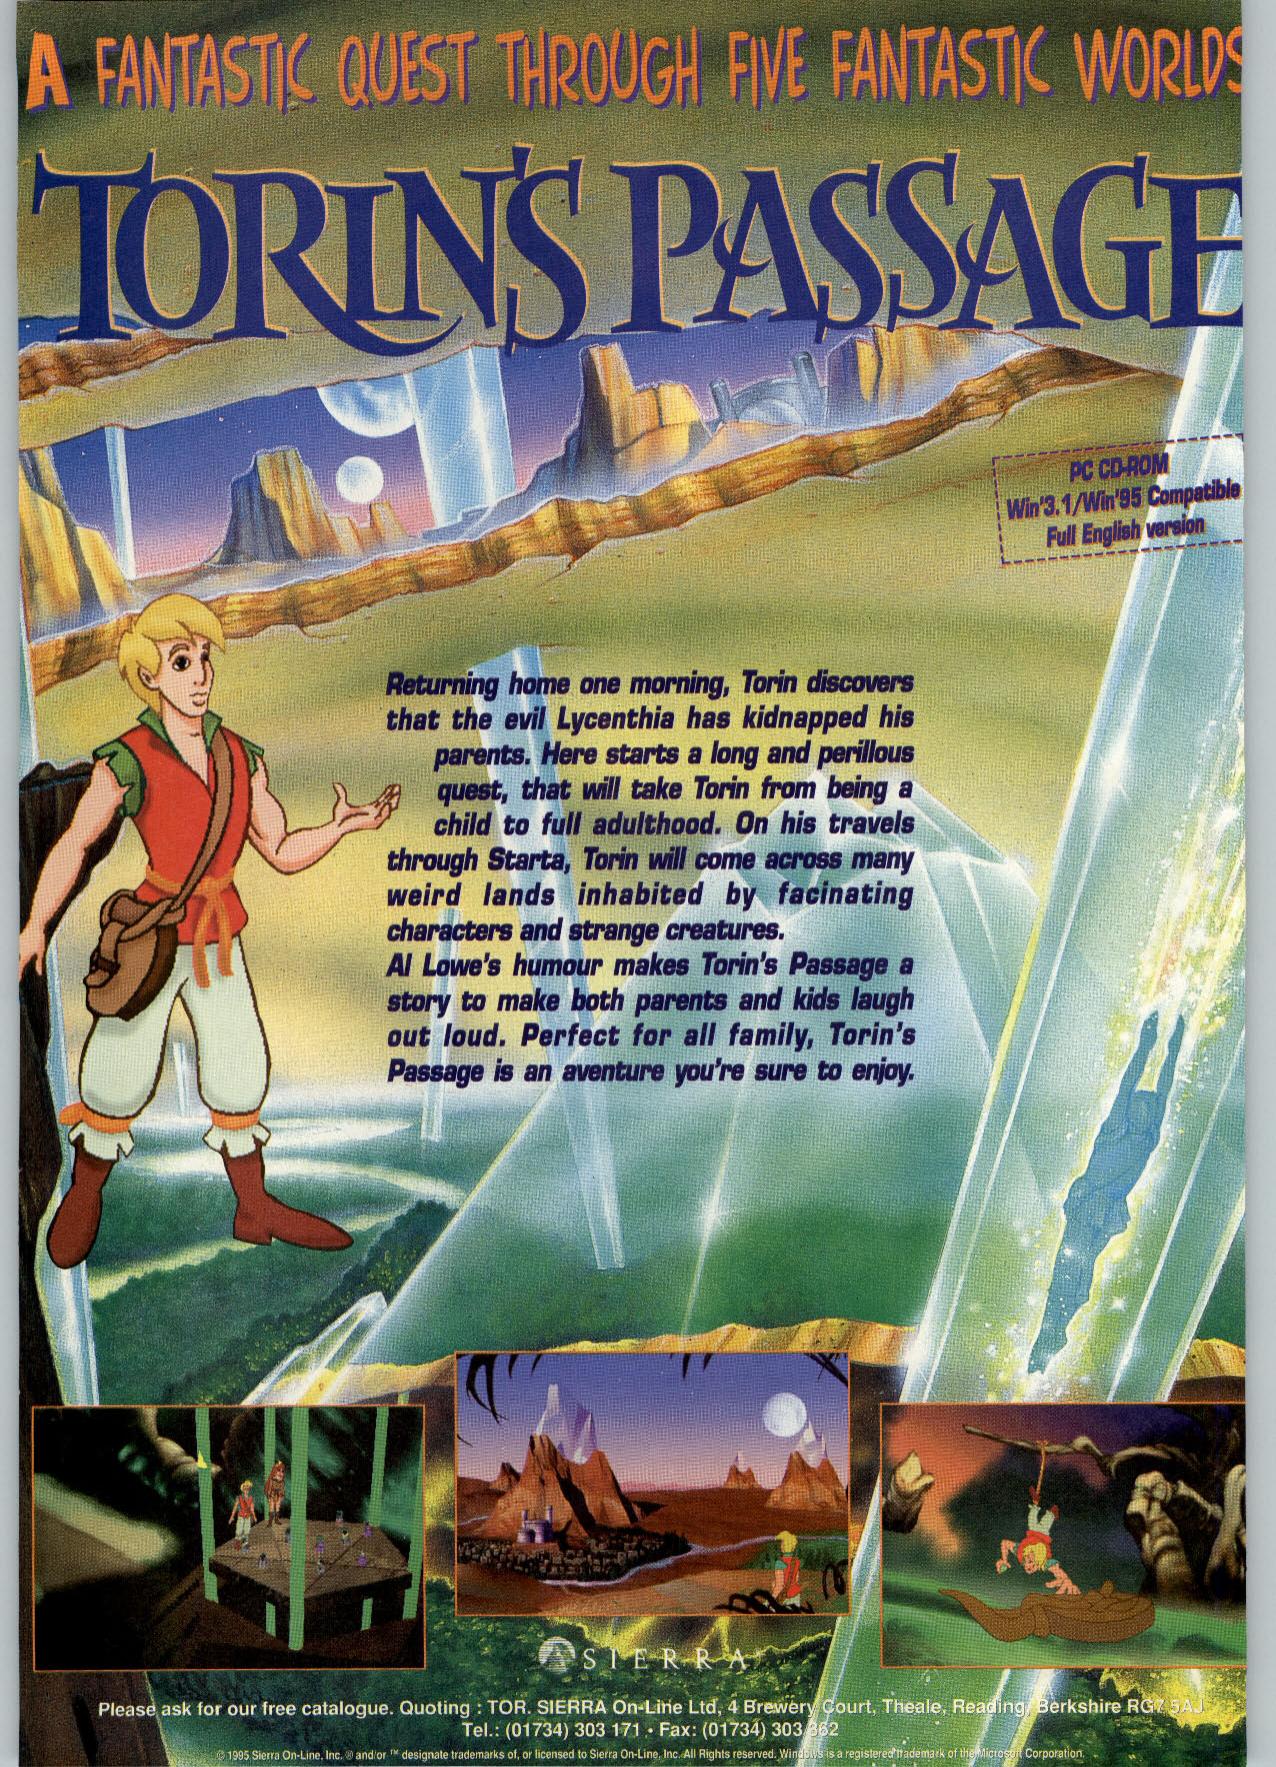 A FANTASTIC QUEST THROUGH FIVE FANTASTIC WORLDS
TORIN'S PASSAGE
PC CD-ROM
Win'3.1/Win'95 Compatible
Full English version
Returning home one morning, Torin discovers
that the evil Lycenthia has kidnapped his
parents. Here starts a long and perillous
quest, that will take Torin from being a
child to full adulthood. On his travels
through Starta, Torin will come across many
weird lands inhabited by facinating
characters and strange creatures.
Al Lowe's humour makes Torin's Passage a
story to make both parents and kids laugh
out loud. Perfect for all family, Torin's
Passage is an aventure you're sure to enjoy.
SIERRA
Please ask for our free catalogue. Quoting : TOR. SIERRA On-Line Ltd, 4 Brewery Court, Theale, Reading, Berkshire RG7 5AJ
Tel.: (01734) 303 171 • Fax: (01734) 303 362
© 1995 Sierra On-Line, Inc. ® and/or ™ designate trademarks of, or licensed to Sierra On-Line, Inc. All Rights reserved. Windows is a registered trademark of the Microsoft Corporation.